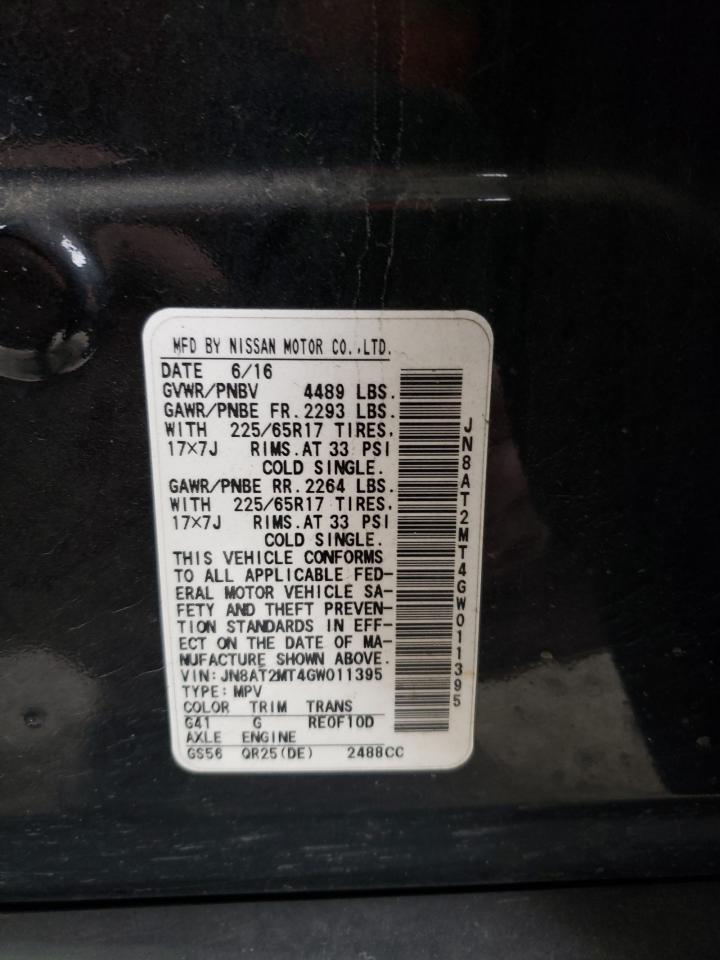 MFD BY NISSAN MOTOR CO.,LTD.
DATE 6/16
GVWR/PNBV 4489 LBS.
GAWR/PNBE FR.2293 LBS.
WITH 225/65R17 TIRES,
17×7J RIMS.AT 33 PSI
COLD SINGLE.
GAWR/PNBE RR.2264 LBS.
WITH 225/65R17 TIRES,
17×7J RIMS.AT 33 PSI
COLD SINGLE.
THIS VEHICLE CONFORMS
TO ALL APPLICABLE FED-
ERAL MOTOR VEHICLE SA-
FETY AND THEFT PREVEN-
TION STANDARDS IN EFF-
ECT ON THE DATE OF MA-
NUFACTURE SHOWN ABOVE.
VIN:JN8AT2MT4GW011395
TYPE:MPV
COLOR TRIM TRANS
G41 G RE0F10D
AXLE ENGINE
GS56 QR25(DE) 2488CC
JN8AT2MT4GW011395